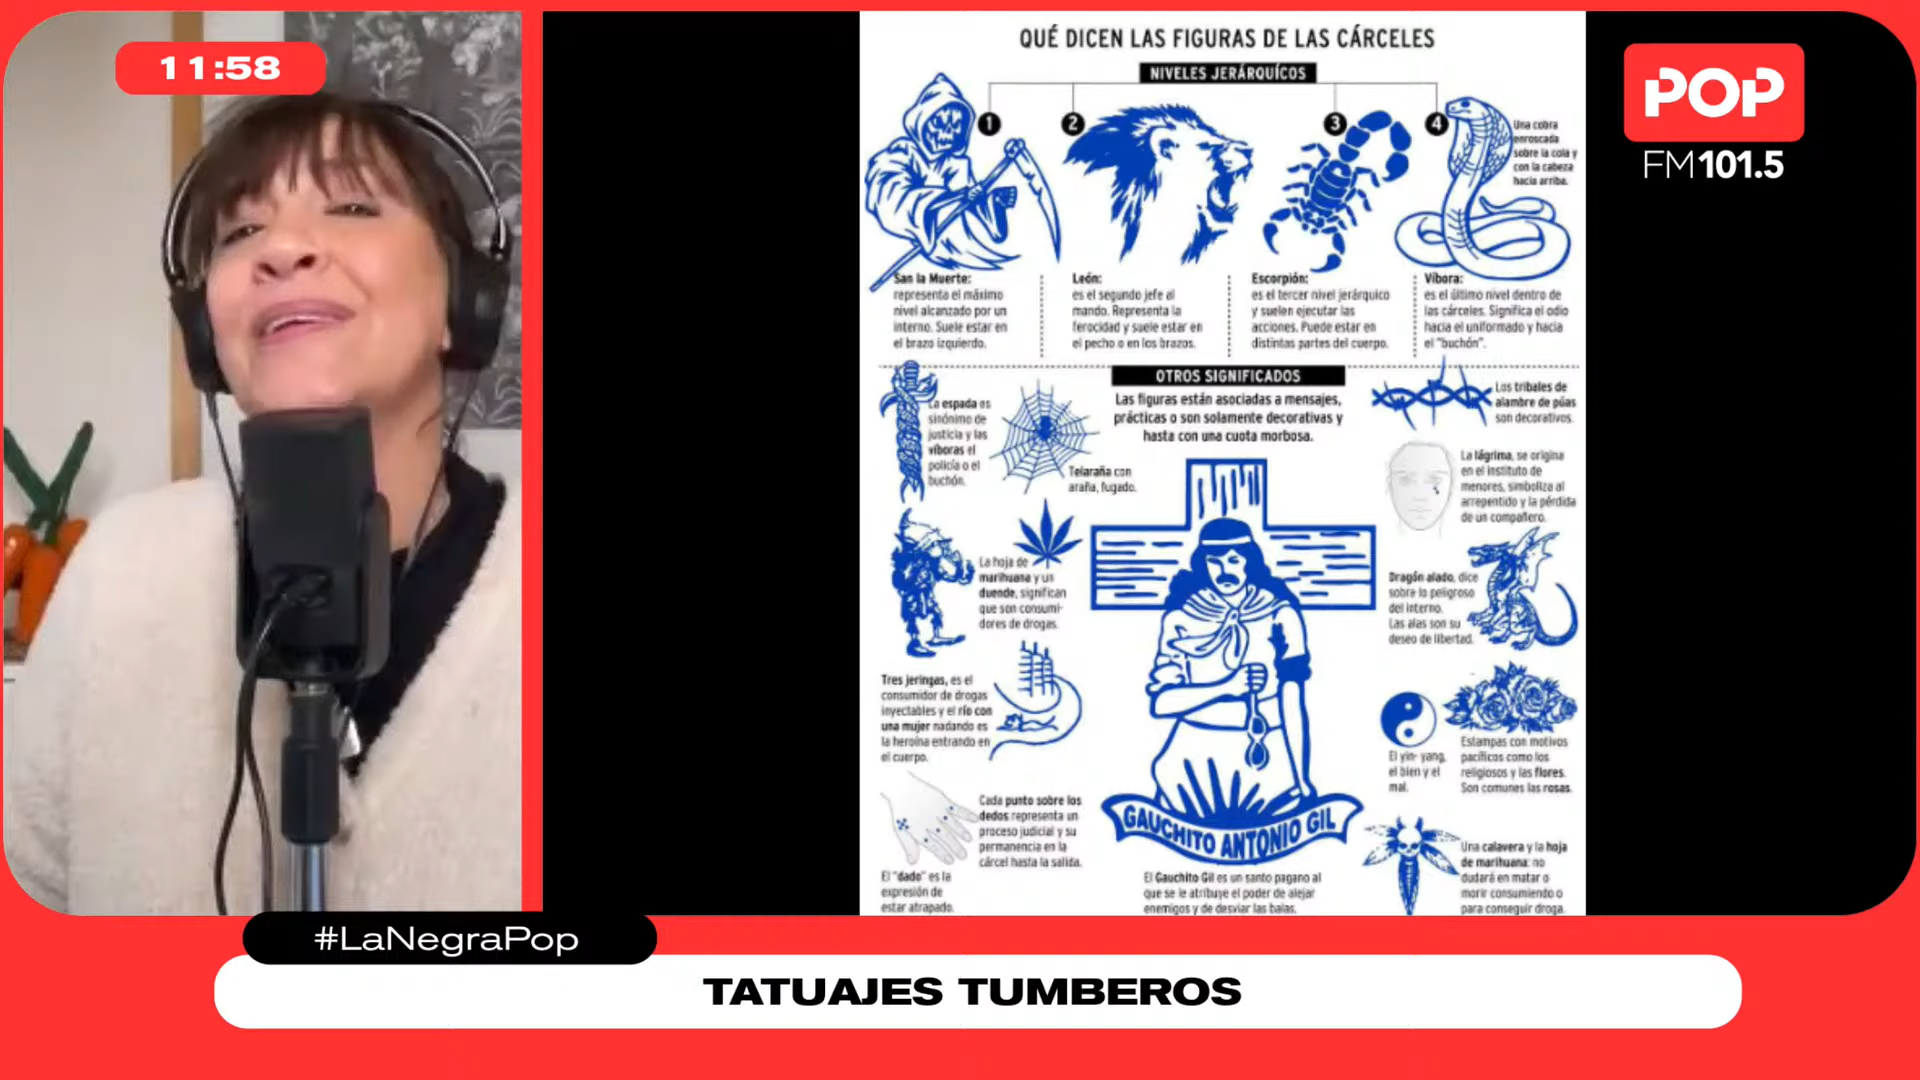 11:58
QUÉ DICEN LAS FIGURAS DE LAS CÁRCELES
NIVELES JERÁRQUÍCOS
1
2
3
4
Una cobra
enroscada
sobre la cola y
con la cabeza
hacia arriba.
San la Muerte:
representa el máximo
nivel alcanzado por un
interno. Suele estar en
el brazo izquierdo.
León:
es el segundo jefe al
mando. Representa la
ferocidad y suele estar en
el pecho o en los brazos.
Escorpión:
es el tercer nivel jerárquico
y suelen ejecutar las
acciones. Puede estar en
distintas partes del cuerpo.
Víbora:
es el último nivel dentro de
las cárceles. Significa el odio
hacia el uniformado y hacia
el "buchón".
OTROS SIGNIFICADOS
Las figuras están asociadas a mensajes,
prácticas o son solamente decorativas y
hasta con una cuota morbosa.
La espada es
sinónimo de
justicia y las
víboras el
policía o el
buchón.
Telaraña con
araña, fugado.
Los tribales de
alambre de púas
son decorativos.
La lágrima, se origina
en el instituto de
menores, simboliza al
arrepentido y la pérdida
de un compañero.
La hoja de
marihuana y un
duende, significan
que son consumi-
dores de drogas.
Dragón alado, dice
sobre lo peligroso
del interno.
Las alas son su
deseo de libertad.
Tres jeringas, es el
consumidor de drogas
inyectables y el río con
una mujer nadando es
la heroína entrando en
el cuerpo.
El yin- yang,
el bien y el
mal.
Estampas con motivos
pacíficos como los
religiosos y las flores.
Son comunes las rosas.
Cada punto sobre los
dedos representa un
proceso judicial y su
permanencia en la
cárcel hasta la salida.
El "dado" es la
expresión de
estar atrapado.
GAUCHITO ANTONIO GIL
El Gauchito Gil es un santo pagano al
que se le atribuye el poder de alejar
enemigos y de desviar las balas.
Una calavera y la hoja
de marihuana: no
dudará en matar o
morir consumiendo o
para conseguir droga.
POP
FM101.5
#LaNegraPop
TATUAJES TUMBEROS